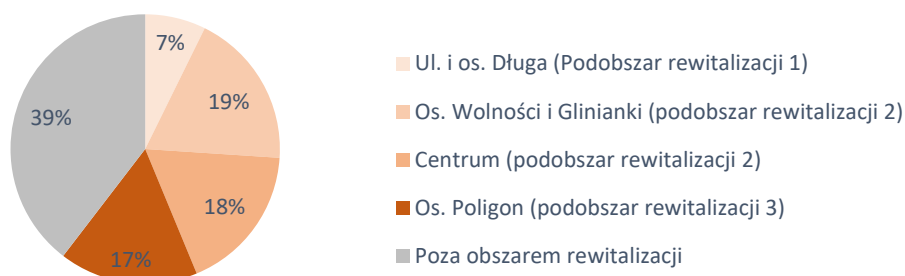 7%
19%
18%
17%
39%
Ul. i os. Długa (Podobszar rewitalizacji 1)
Os. Wolności i Glinianki (podobszar rewitalizacji 2)
Centrum (podobszar rewitalizacji 2)
Os. Poligon (podobszar rewitalizacji 3)
Poza obszarem rewitalizacji